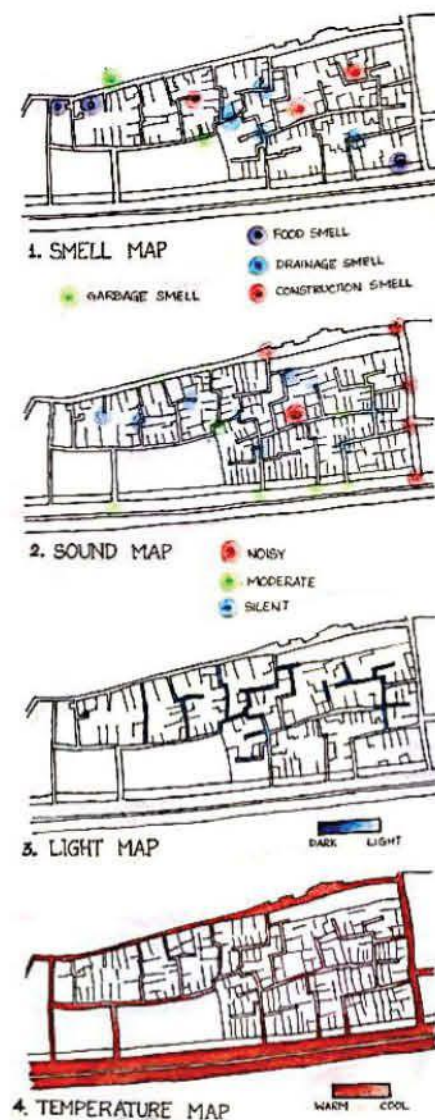 1. SMELL MAP
FOOD SMELL
DRAINAGE SMELL
GARBAGE SMELL
CONSTRUCTION SMELL
2. SOUND MAP
NOISY
MODERATE
SILENT
3. LIGHT MAP
DARK LIGHT
4. TEMPERATURE MAP
WARM COOL